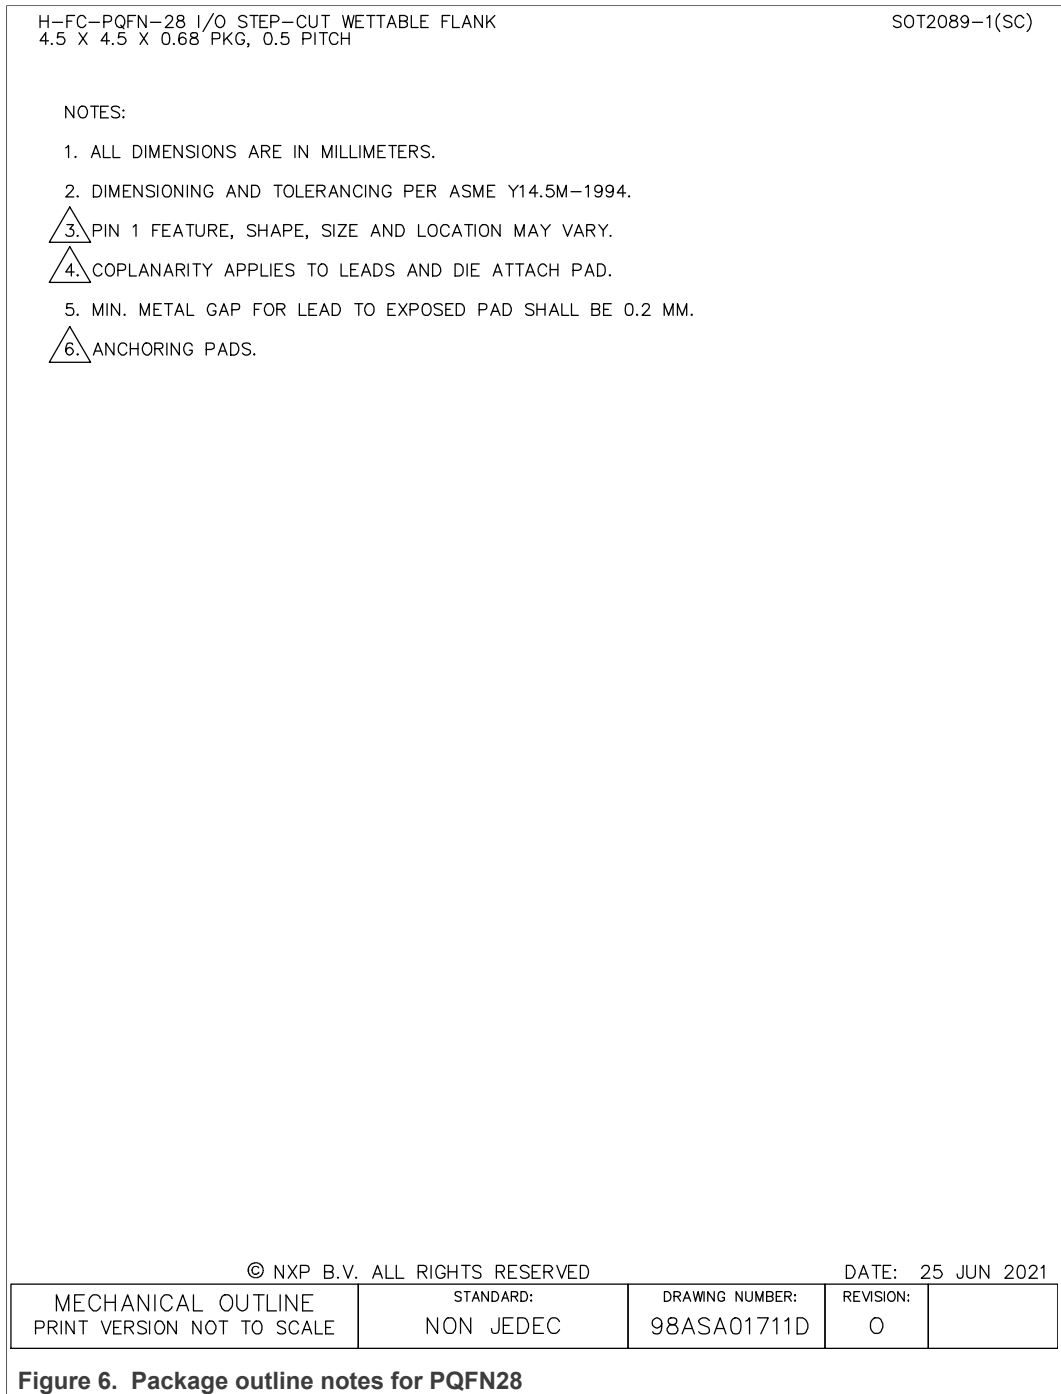 H-FC-PQFN-28 I/O STEP-CUT WETTABLE FLANK
4.5 X 4.5 X 0.68 PKG, 0.5 PITCH
SOT2089-1(SC)
NOTES:
1. ALL DIMENSIONS ARE IN MILLIMETERS.
2. DIMENSIONING AND TOLERANCING PER ASME Y14.5M-1994.
3. PIN 1 FEATURE, SHAPE, SIZE AND LOCATION MAY VARY.
4. COPLANARITY APPLIES TO LEADS AND DIE ATTACH PAD.
5. MIN. METAL GAP FOR LEAD TO EXPOSED PAD SHALL BE 0.2 MM.
6. ANCHORING PADS.
© NXP B.V. ALL RIGHTS RESERVED
DATE: 25 JUN 2021
MECHANICAL OUTLINE
PRINT VERSION NOT TO SCALE
STANDARD:
NON JEDEC
DRAWING NUMBER:
98ASA01711D
REVISION:
O
Figure 6. Package outline notes for PQFN28